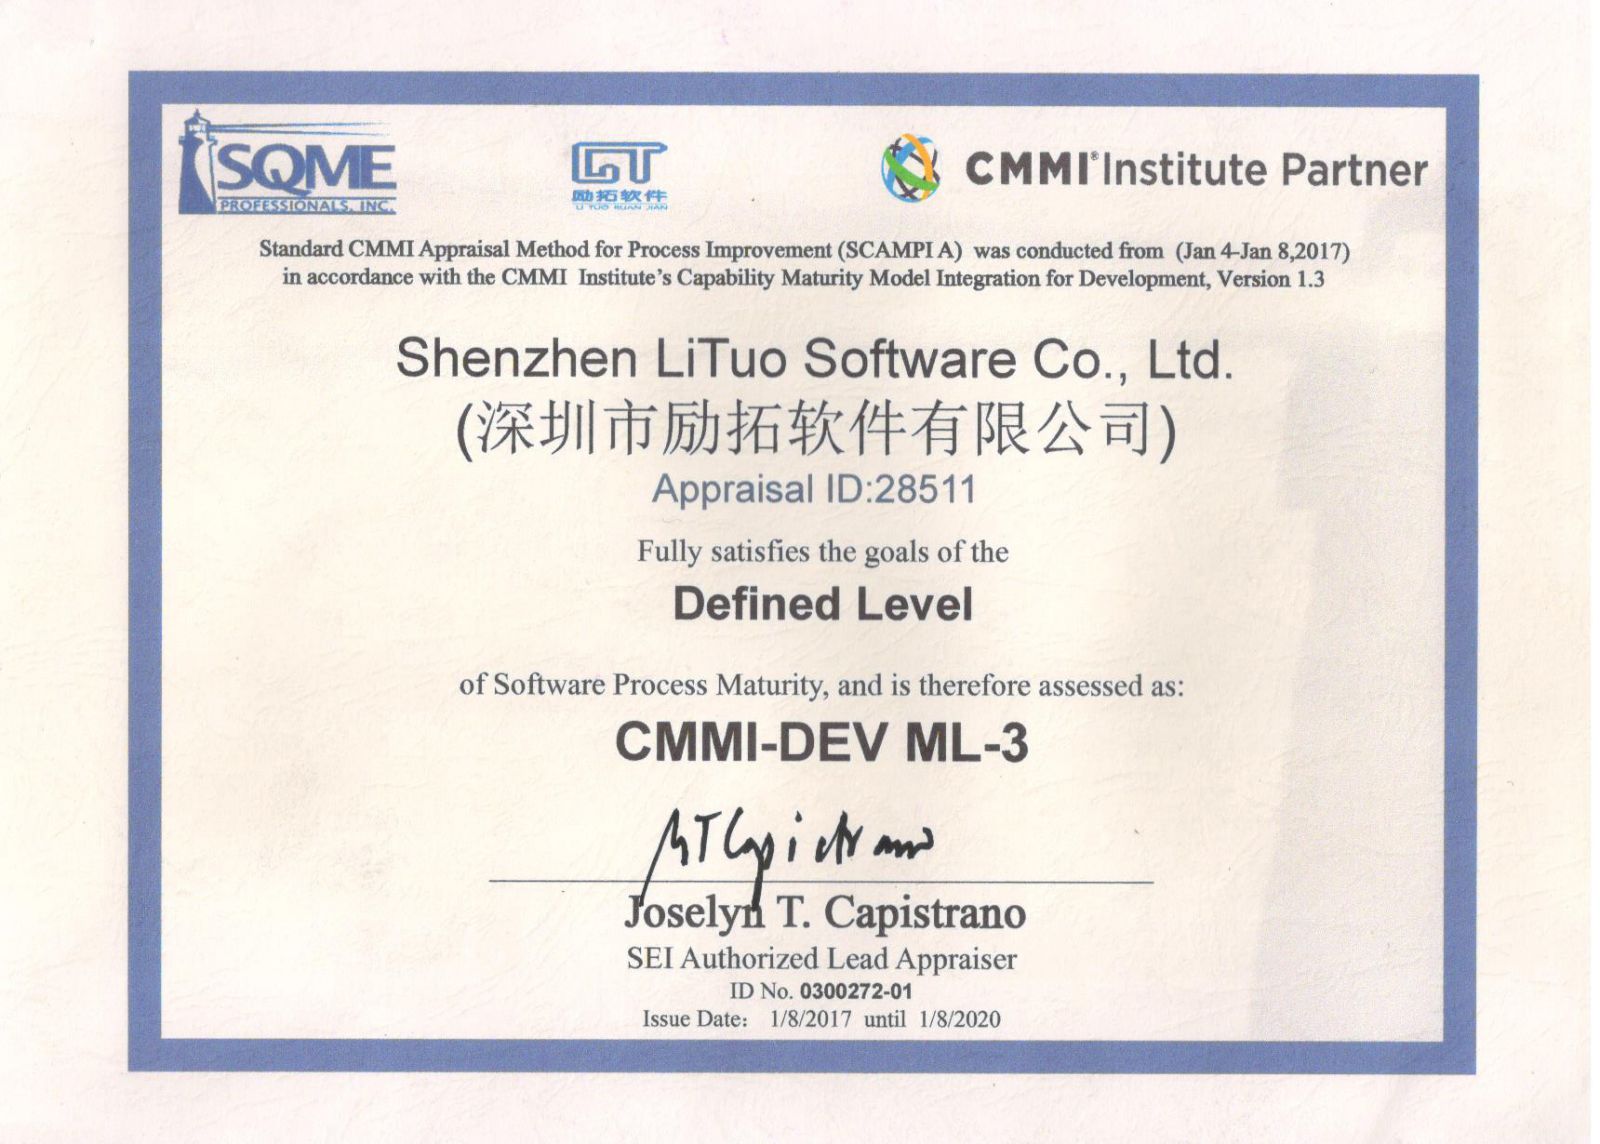 SQME
PROFESSIONALS, INC.
励拓软件
LI TUO RUAN JIAN
CMMI® Institute Partner
Standard CMMI Appraisal Method for Process Improvement (SCAMPI A) was conducted from (Jan 4-Jan 8,2017)
in accordance with the CMMI Institute's Capability Maturity Model Integration for Development, Version 1.3
Shenzhen LiTuo Software Co., Ltd.
(深圳市励拓软件有限公司)
Appraisal ID:28511
Fully satisfies the goals of the
Defined Level
of Software Process Maturity, and is therefore assessed as:
CMMI-DEV ML-3
Joselyn T. Capistrano
SEI Authorized Lead Appraiser
ID No. 0300272-01
Issue Date: 1/8/2017 until 1/8/2020